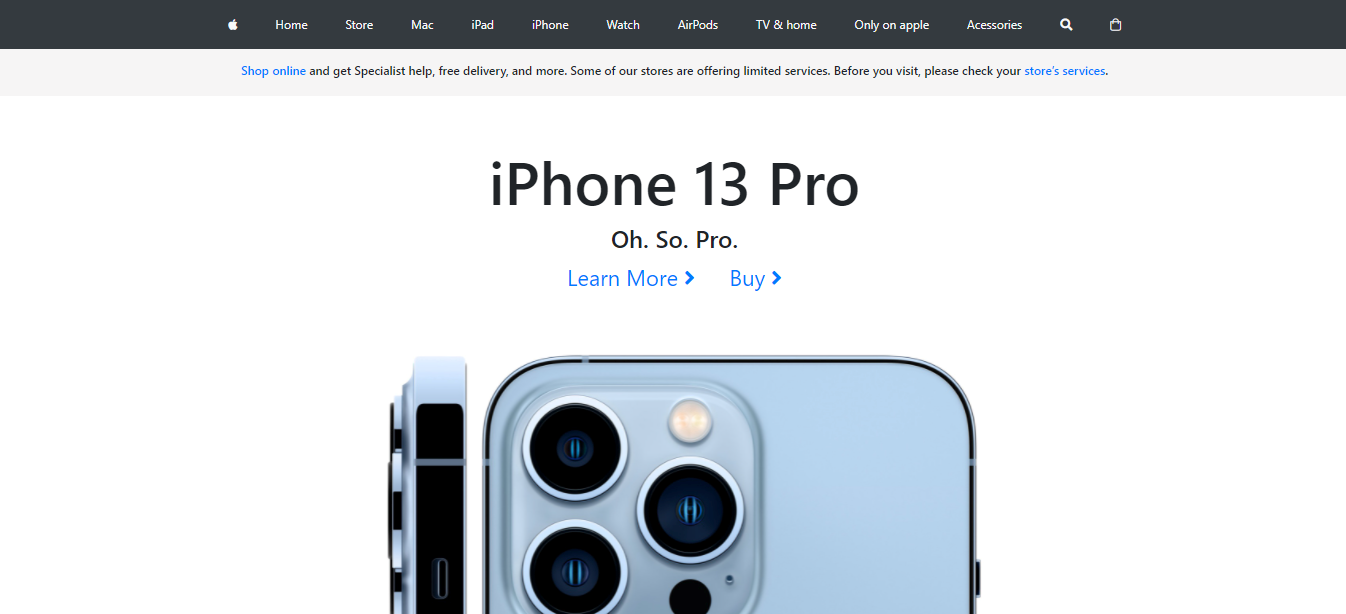 Home Store Mac iPad iPhone Watch AirPods TV & home Only on apple Acessories
Shop online and get Specialist help, free delivery, and more. Some of our stores are offering limited services. Before you visit, please check your store's services.
iPhone 13 Pro
Oh. So. Pro.
Learn More Buy